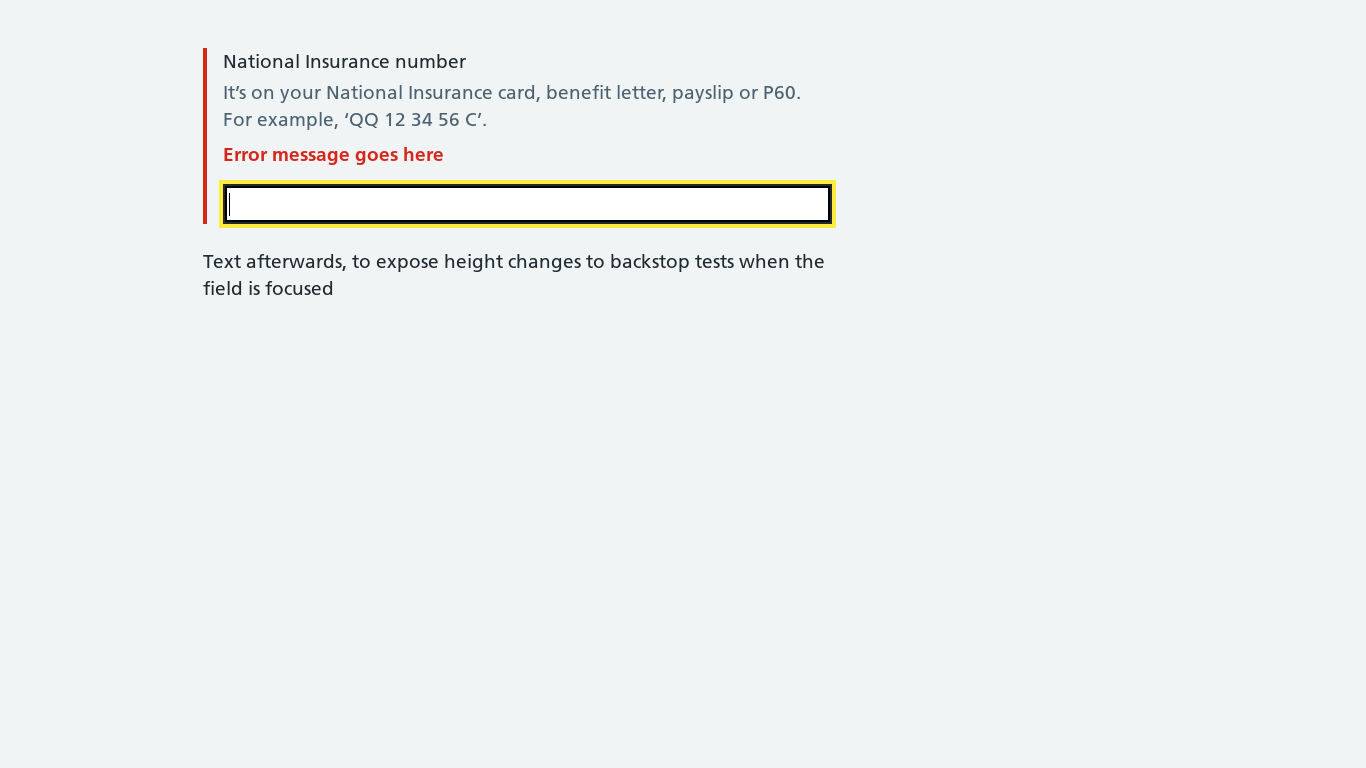 National Insurance number
It’s on your National Insurance card, benefit letter, payslip or P60.
For example, ‘QQ 12 34 56 C’.
Error message goes here
Text afterwards, to expose height changes to backstop tests when the
field is focused